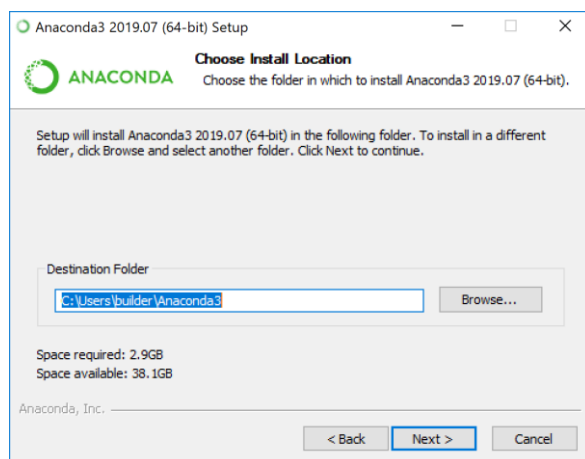 Anaconda3 2019.07 (64-bit) Setup
ANACONDA
Choose Install Location
Choose the folder in which to install Anaconda3 2019.07 (64-bit).
Setup will install Anaconda3 2019.07 (64-bit) in the following folder. To install in a different
folder, click Browse and select another folder. Click Next to continue.
Destination Folder
C:\Users\builder\Anaconda3
Browse...
Space required: 2.9GB
Space available: 38.1GB
Anaconda, Inc.
< Back
Next >
Cancel